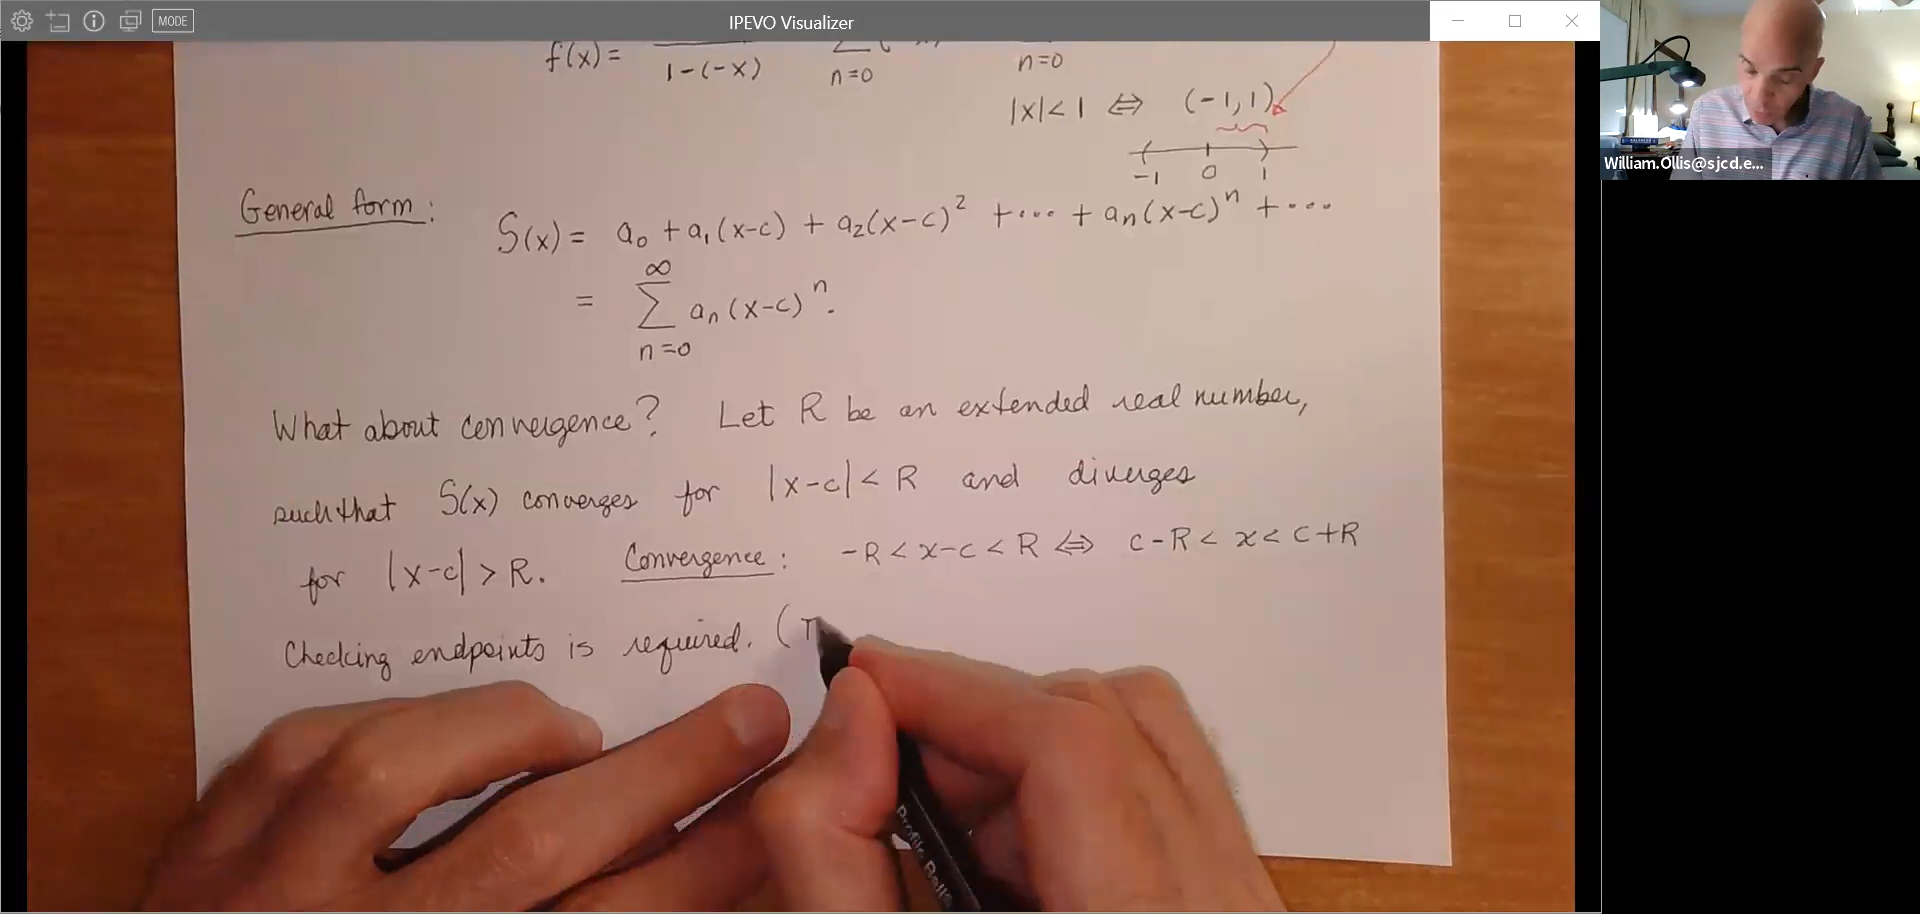 MODE
IPEVO Visualizer
f(x) = 1-(-x) n=0 n=0
|x|<1 ⇔ (-1,1)
-1 0 1
General form: S(x) = a₀ + a₁(x-c) + a₂(x-c)² + ··· + aₙ(x-c)ⁿ + ····
= ∞ ∑ n=0 aₙ(x-c)ⁿ.
What about convergence? Let R be an extended real number,
such that S(x) converges for |x-c| < R and diverges
for |x-c| > R. Convergence: -R < x-c < R ⇔ c-R < x < c+R
Checking endpoints is required. (
Profile
William.Ollis@sjcd.e...